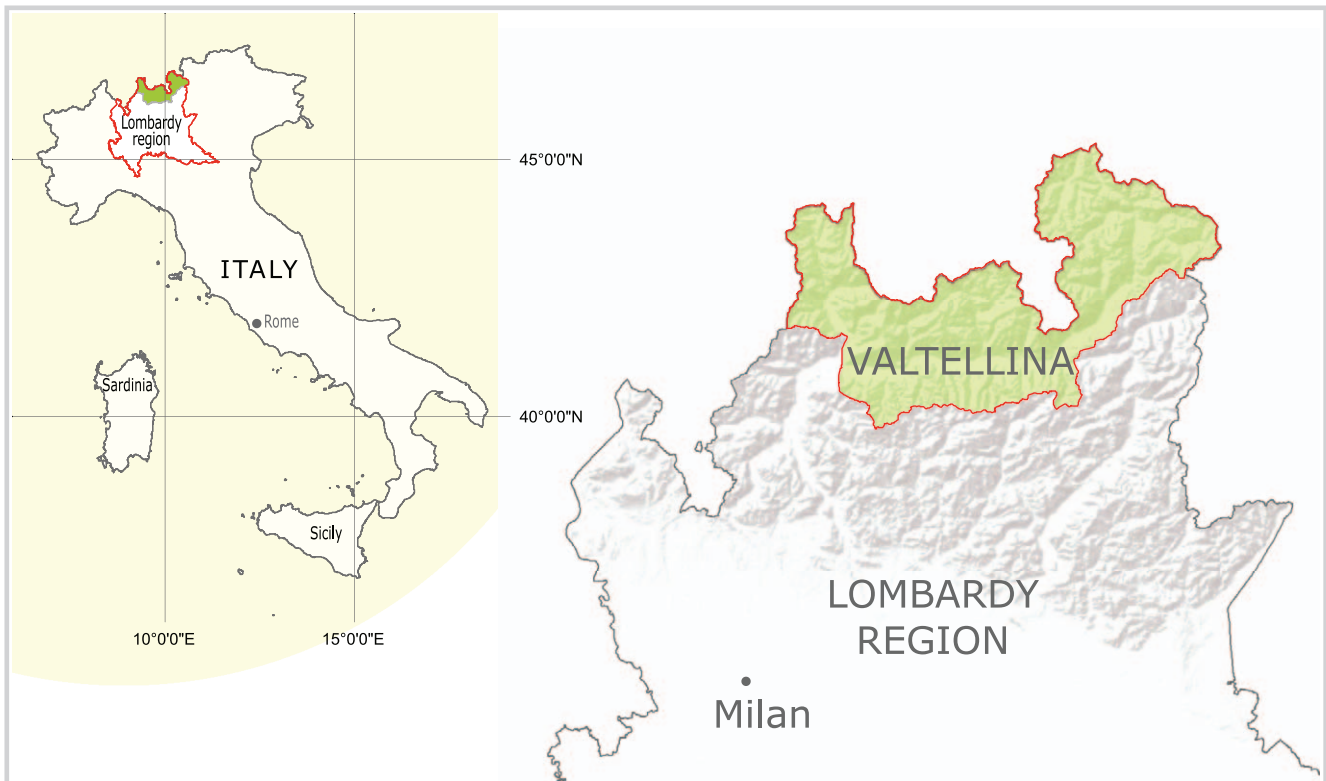 Lombardy
region
45°0'0"N
ITALY
Rome
Sardinia
40°0'0"N
Sicily
10°0'0"E
15°0'0"E
VALTELLINA
LOMBARDY
REGION
Milan